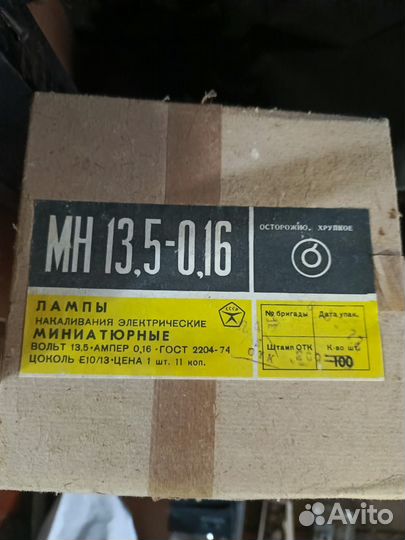 МН 13,5-0,16
ОСТОРОЖНО, ХРУПКОЕ
ЛАМПЫ
НАКАЛИВАНИЯ ЭЛЕКТРИЧЕСКИЕ
МИНИАТЮРНЫЕ
ВОЛЬТ 13,5·АМПЕР 0,16·ГОСТ 2204-74
ЦОКОЛЬ Е10/13·ЦЕНА 1 шт. 11 коп.
СССР
№ бригады
Дата упак.
Штамп ОТК
К-во шт.
100
Avito